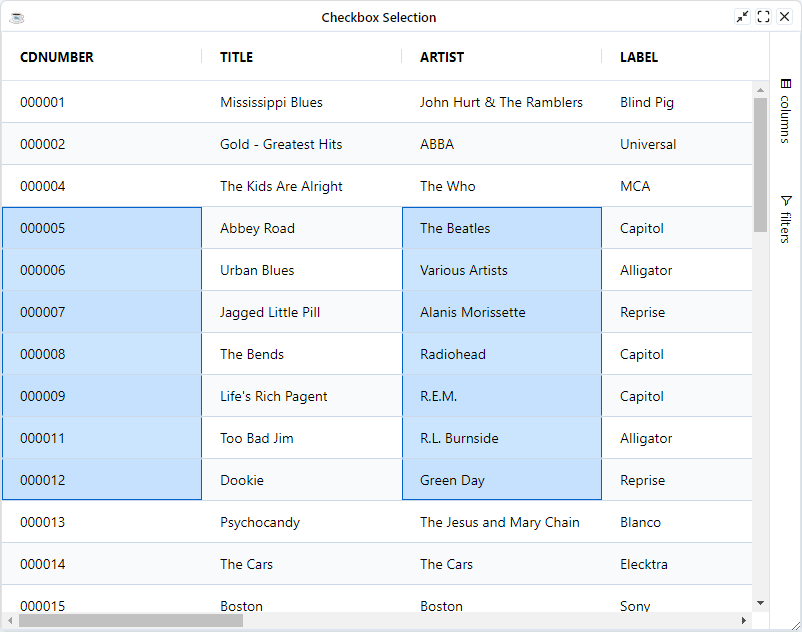 Checkbox Selection
CDNUMBER TITLE ARTIST LABEL
000001 Mississippi Blues John Hurt & The Ramblers Blind Pig
000002 Gold - Greatest Hits ABBA Universal
000004 The Kids Are Alright The Who MCA
000005 Abbey Road The Beatles Capitol
000006 Urban Blues Various Artists Alligator
000007 Jagged Little Pill Alanis Morissette Reprise
000008 The Bends Radiohead Capitol
000009 Life's Rich Pagent R.E.M. Capitol
000011 Too Bad Jim R.L. Burnside Alligator
000012 Dookie Green Day Reprise
000013 Psychocandy The Jesus and Mary Chain Blanco
000014 The Cars The Cars Elecktra
000015 Boston Boston Sony
columns
filters